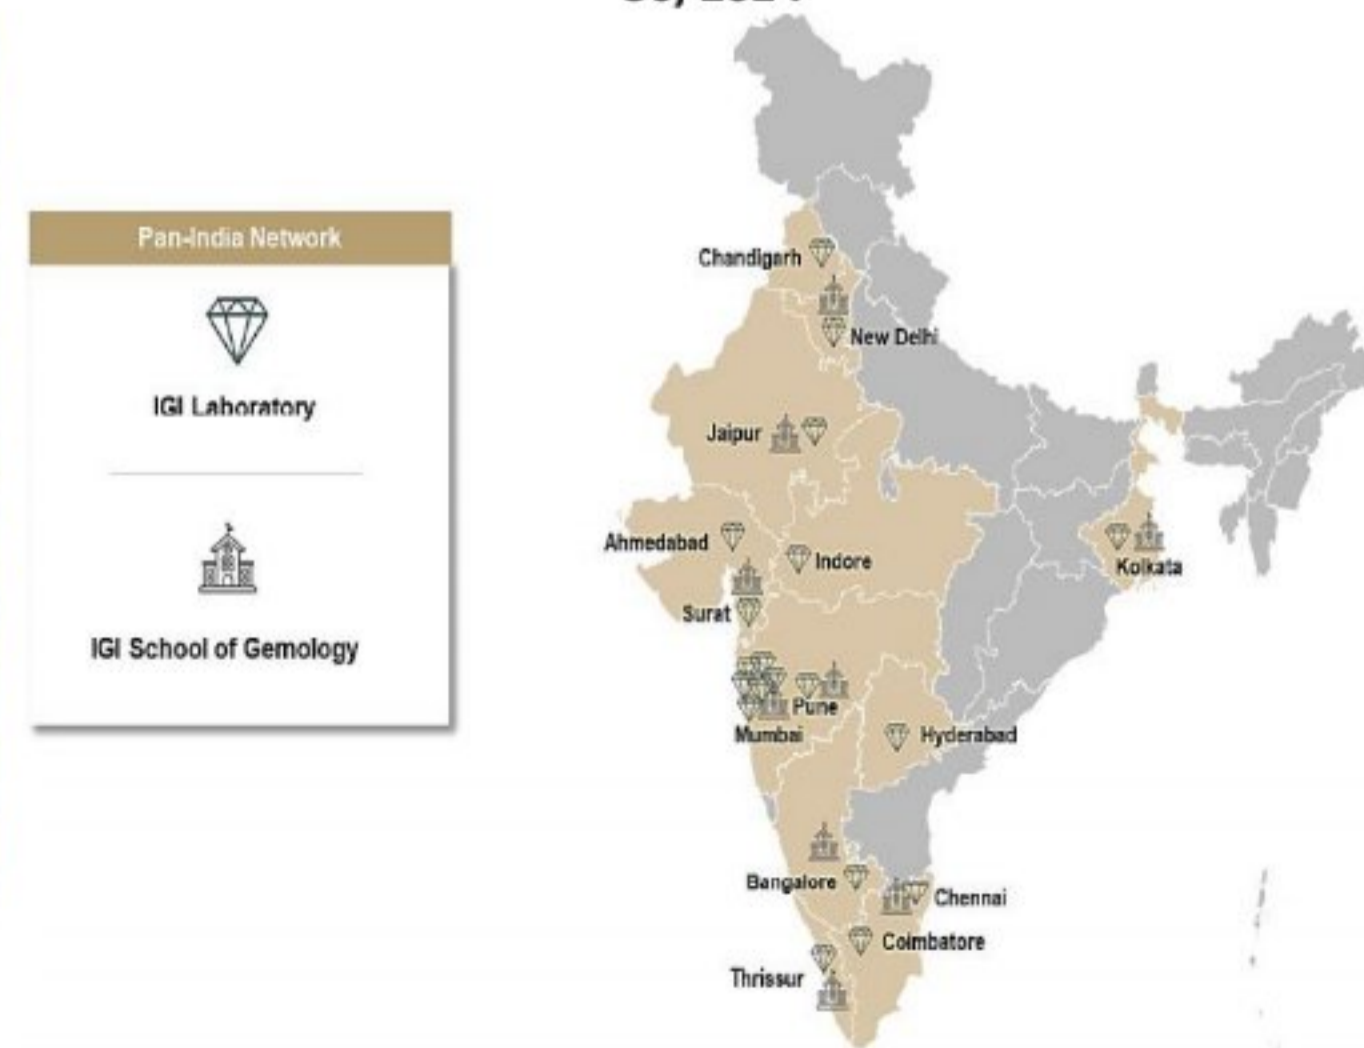 Pan-India Network
IGI Laboratory
IGI School of Gemology
Chandigarh
New Delhi
Jaipur
Ahmedabad
Indore
Kolkata
Surat
Pune
Mumbai
Hyderabad
Bangalore
Chennai
Coimbatore
Thrissur